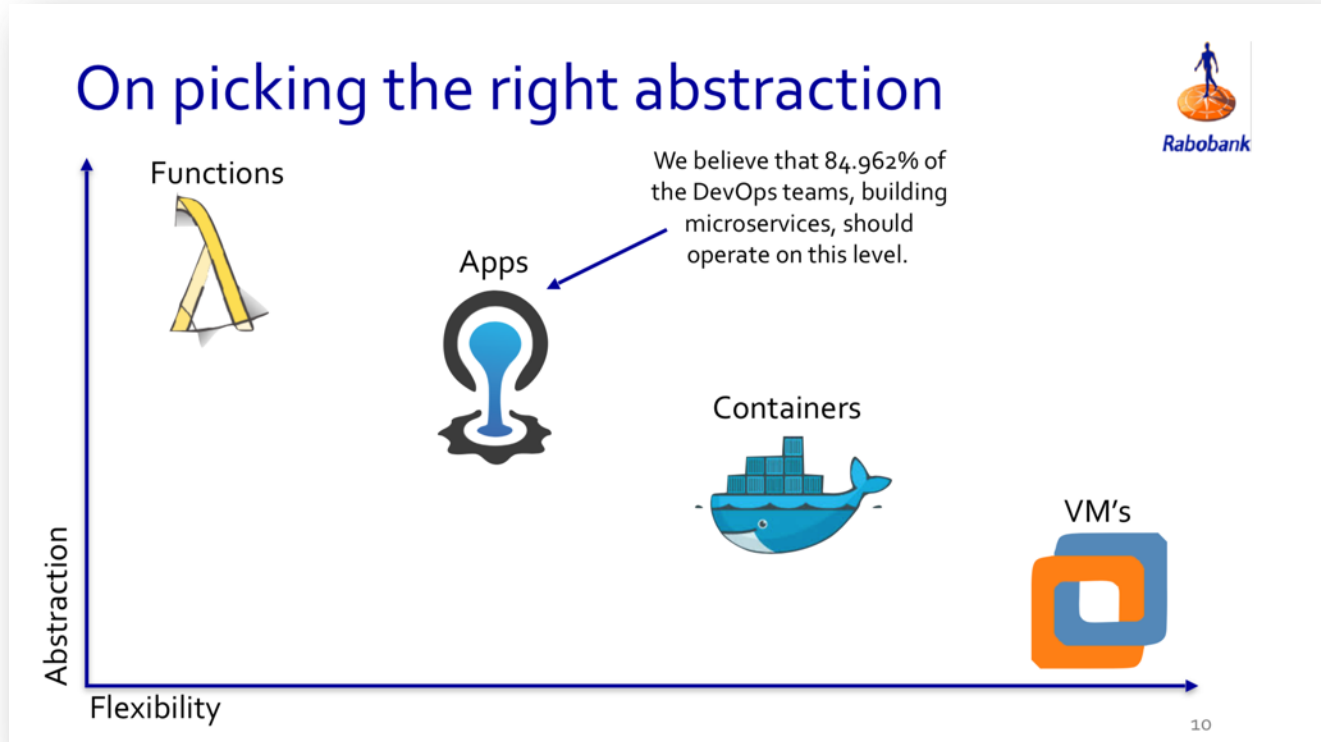 On picking the right abstraction
Rabobank
Functions
We believe that 84.962% of
the DevOps teams, building
microservices, should
operate on this level.
Apps
Containers
VM's
Abstraction
Flexibility
10